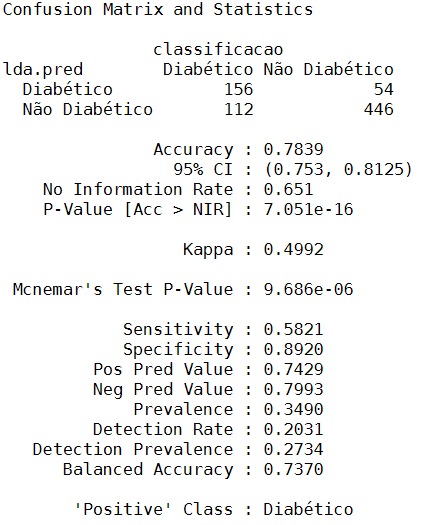 Confusion Matrix and Statistics
classificacao
lda.pred Diabético Não Diabético
Diabético 156 54
Não Diabético 112 446
Accuracy : 0.7839
95% CI : (0.753, 0.8125)
No Information Rate : 0.651
P-Value [Acc > NIR] : 7.051e-16
Kappa : 0.4992
Mcnemar's Test P-Value : 9.686e-06
Sensitivity : 0.5821
Specificity : 0.8920
Pos Pred Value : 0.7429
Neg Pred Value : 0.7993
Prevalence : 0.3490
Detection Rate : 0.2031
Detection Prevalence : 0.2734
Balanced Accuracy : 0.7370
'Positive' Class : Diabético